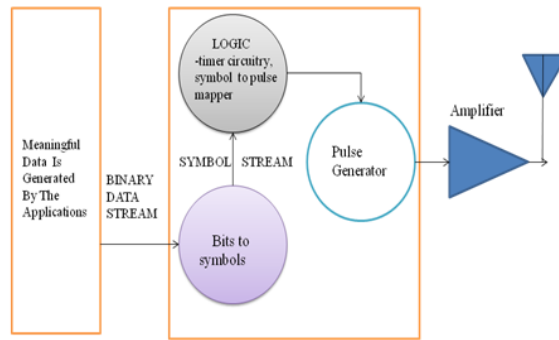 Meaningful
Data Is
Generated
By The
Applications
BINARY
DATA
STREAM
Bits to
symbols
SYMBOL STREAM
LOGIC
-timer circuitry,
symbol to pulse
mapper
Pulse
Generator
Amplifier